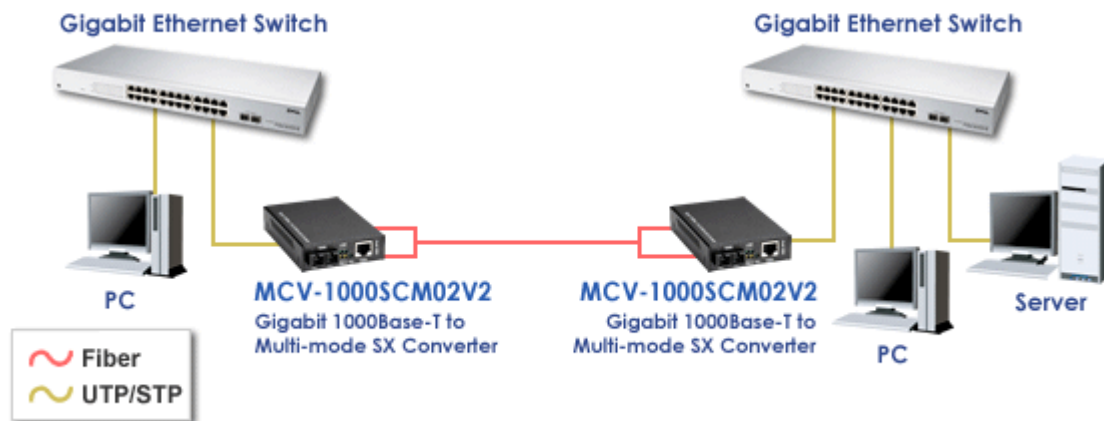 Gigabit Ethernet Switch
Gigabit Ethernet Switch
PC
MCV-1000SCM02V2
Gigabit 1000Base-T to
Multi-mode SX Converter
MCV-1000SCM02V2
Gigabit 1000Base-T to
Multi-mode SX Converter
PC
Server
Fiber
UTP/STP